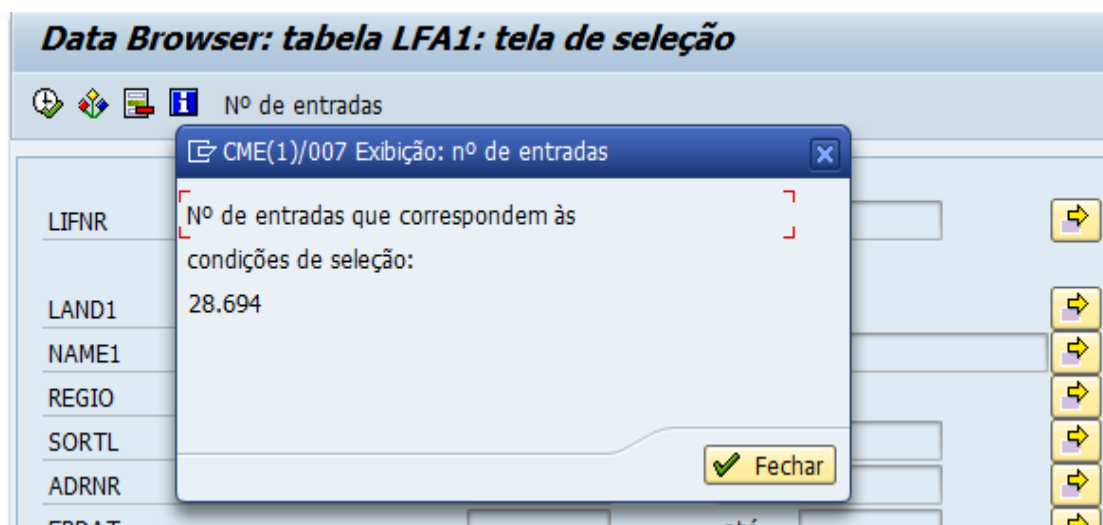 Data Browser: tabela LFA1: tela de seleção
Nº de entradas
CME(1)/007 Exibição: nº de entradas
Nº de entradas que correspondem às
condições de seleção:
28.694
LIFNR
LAND1
NAME1
REGIO
SORTL
Fechar
ADRNR
até